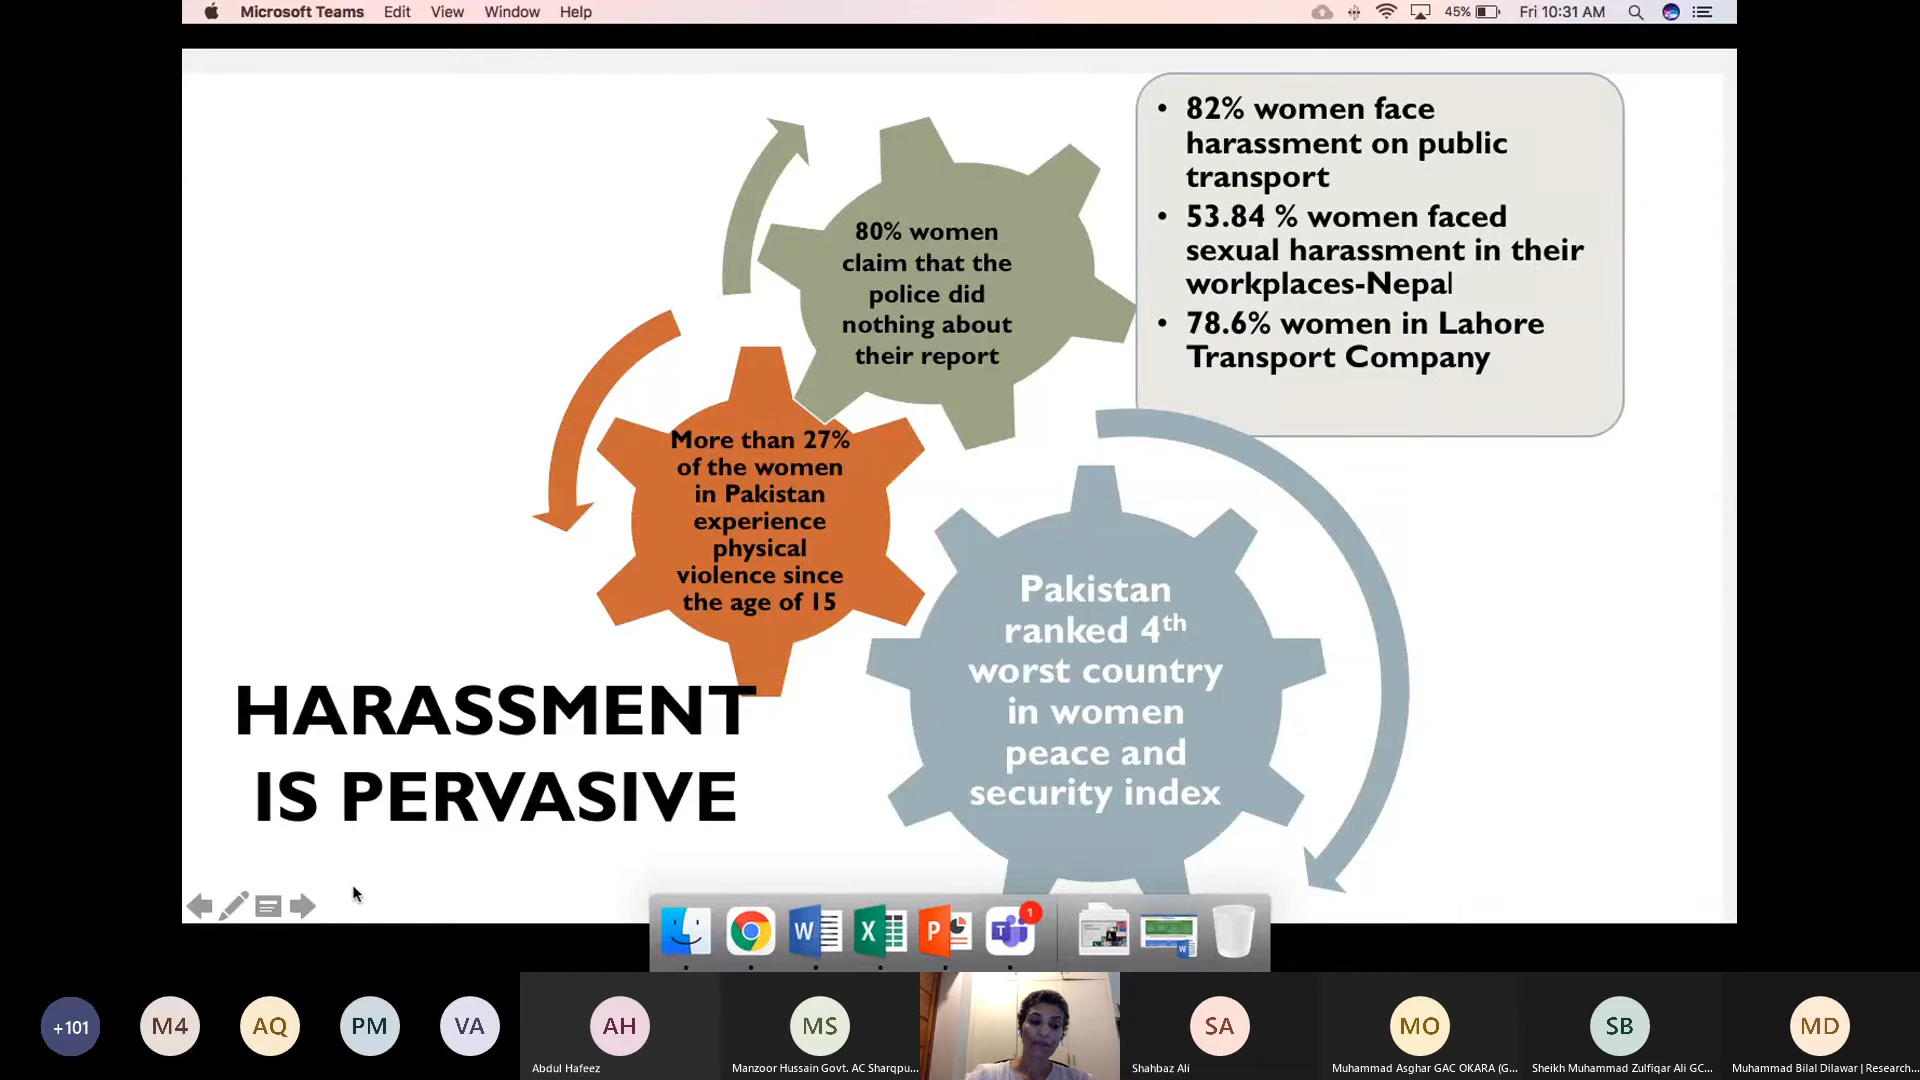 Microsoft Teams Edit View Window Help
45% Fri 10:31 AM
80% women
claim that the
police did
nothing about
their report
• 82% women face
harassment on public
transport
• 53.84 % women faced
sexual harassment in their
workplaces-Nepal
• 78.6% women in Lahore
Transport Company
More than 27%
of the women
in Pakistan
experience
physical
violence since
the age of 15
Pakistan
ranked 4th
worst country
in women
peace and
security index
HARASSMENT
IS PERVASIVE
W
X
P
T
1
W
+101
M4
AQ
PM
VA
AH
MS
SA
MO
SB
MD
Abdul Hafeez
Manzoor Hussain Govt. AC Sharqpu...
Shahbaz Ali
Muhammad Asghar GAC OKARA (G...
Sheikh Muhammad Zulfiqar Ali GC...
Muhammad Bilal Dilawar | Research...